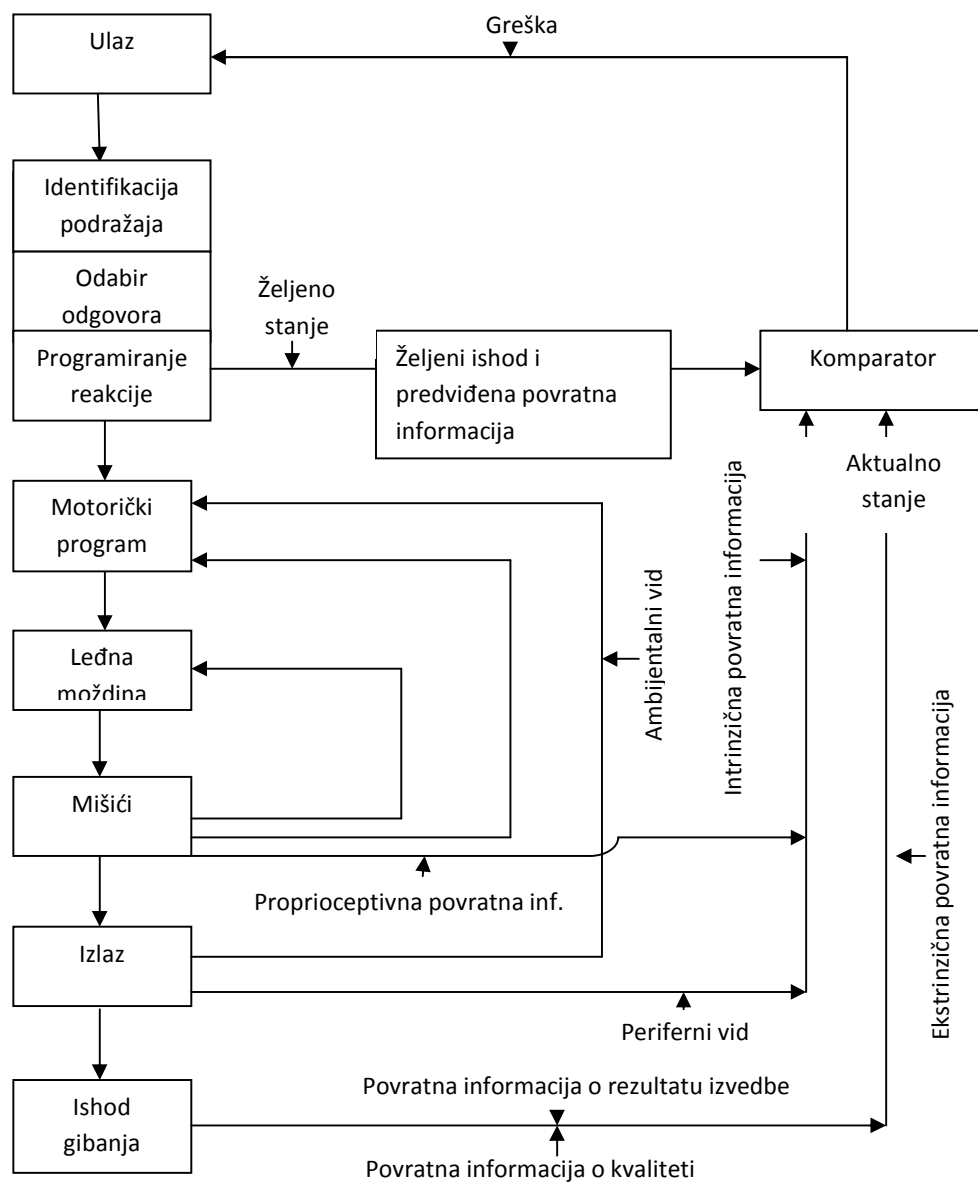 Greška
Ulaz
Identifikacija
podražaja
Odabir
odgovora
Programiranje
reakcije
Željeno
stanje
Željeni ishod i
predviđena povratna
informacija
Komparator
Motorički
program
Aktualno
stanje
Intrinzična povratna informacija
Ambijentalni vid
Leđna
moždina
Ekstrinzična povratna informacija
Mišići
Proprioceptivna povratna inf.
Izlaz
Periferni vid
Ishod
gibanja
Povratna informacija o rezultatu izvedbe
Povratna informacija o kvaliteti